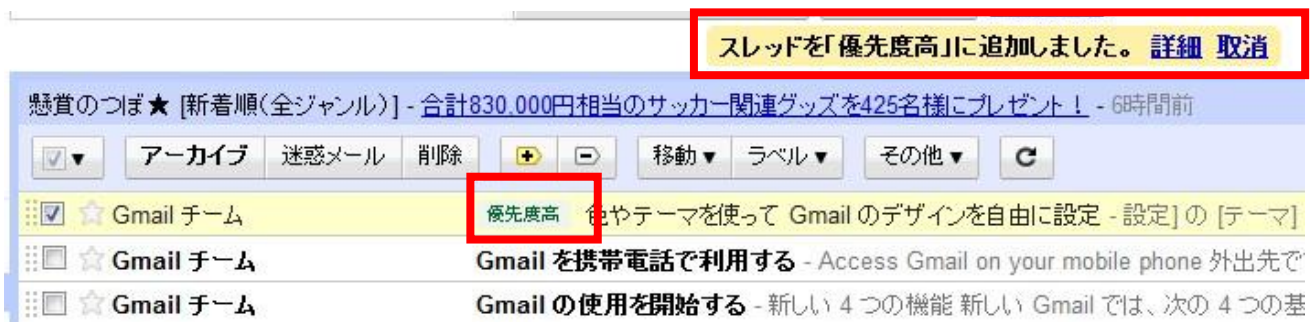 スレッドを「優先度高」に追加しました。 詳細 取消
懸賞のつぼ★ [新着順(全ジャンル)] - 合計830,000円相当のサッカー関連グッズを425名様にプレゼント! - 6時間前
アーカイブ 迷惑メール 削除 移動▼ ラベル▼ その他▼
Gmail チーム 優先度高 色やテーマを使って Gmail のデザインを自由に設定 - 設定] の [テーマ]
Gmail チーム Gmail を携帯電話で利用する - Access Gmail on your mobile phone 外出先で
Gmail チーム Gmail の使用を開始する - 新しい 4 つの機能 新しい Gmail では、次の 4 つの基